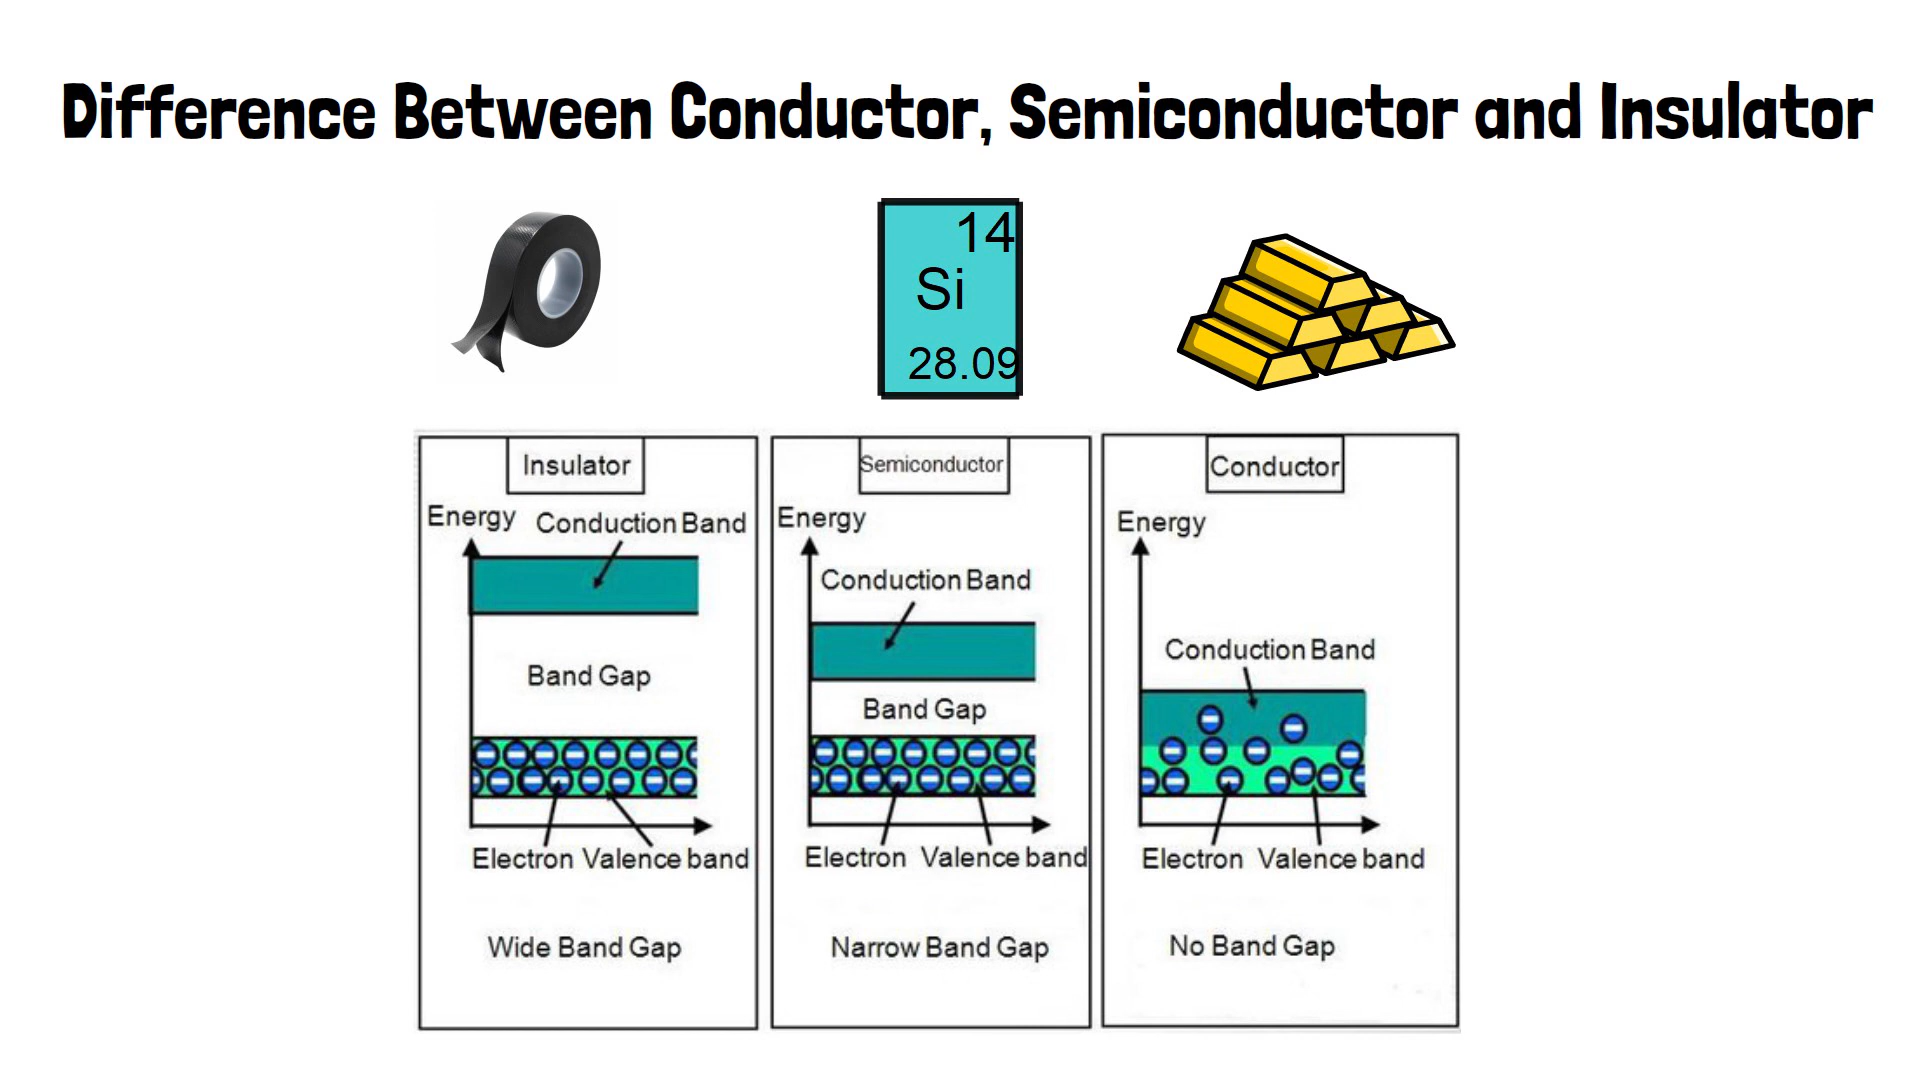 Difference Between Conductor, Semiconductor and Insulator
14
Si
28.09
Insulator
Energy
Conduction Band
Band Gap
Electron
Valence band
Wide Band Gap
Semiconductor
Energy
Conduction Band
Band Gap
Electron
Valence band
Narrow Band Gap
Conductor
Energy
Conduction Band
Electron
Valence band
No Band Gap